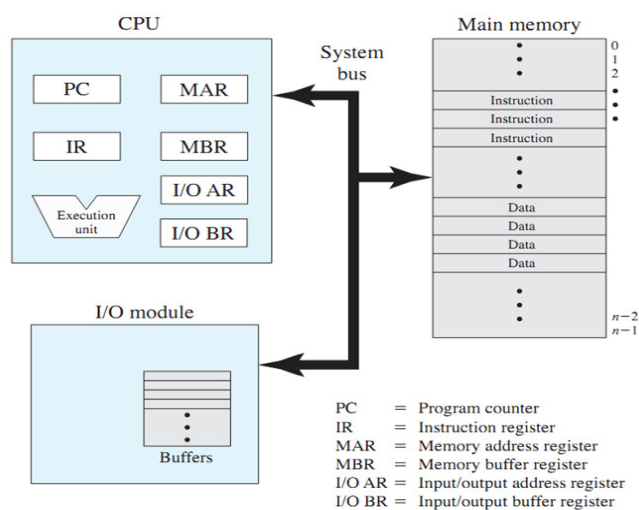 CPU
PC
MAR
IR
MBR
I/O AR
Execution
unit
I/O BR
System
bus
Main memory
0
1
2
Instruction
Instruction
Instruction
Data
Data
Data
Data
n−2
n−1
I/O module
Buffers
PC = Program counter
IR = Instruction register
MAR = Memory address register
MBR = Memory buffer register
I/O AR = Input/output address register
I/O BR = Input/output buffer register